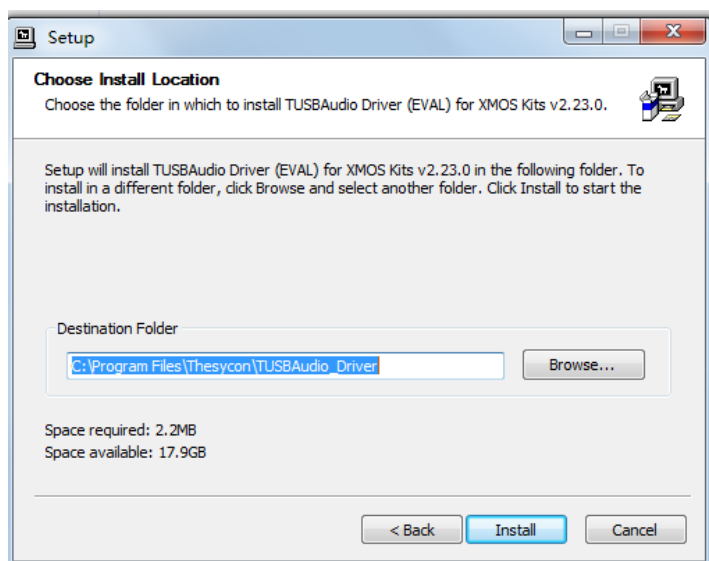 Setup
Choose Install Location
Choose the folder in which to install TUSBAudio Driver (EVAL) for XMOS Kits v2.23.0.
Setup will install TUSBAudio Driver (EVAL) for XMOS Kits v2.23.0 in the following folder. To
install in a different folder, click Browse and select another folder. Click Install to start the
installation.
Destination Folder
C:\Program Files\Thesycon\TUSBAudio_Driver
Browse...
Space required: 2.2MB
Space available: 17.9GB
< Back
Install
Cancel